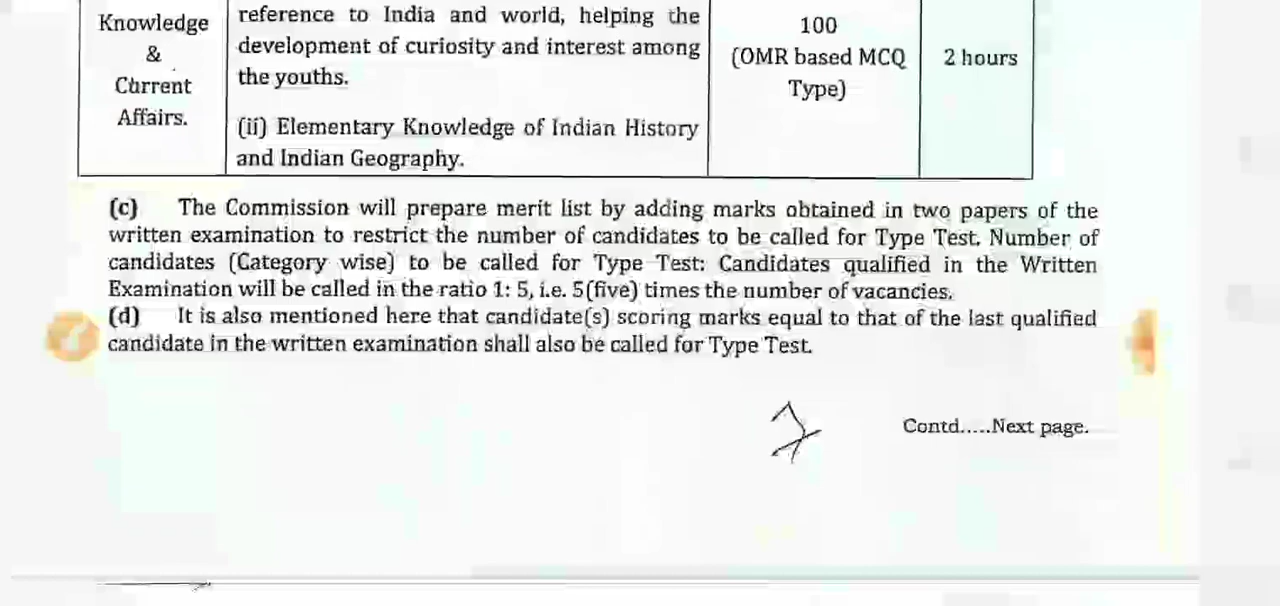 Knowledge
&
Current
Affairs.
reference to India and world, helping the
development of curiosity and interest among
the youths.
(ii) Elementary Knowledge of Indian History
and Indian Geography.
100
(OMR based MCQ
Type)
2 hours
(c) The Commission will prepare merit list by adding marks obtained in two papers of the
written examination to restrict the number of candidates to be called for Type Test. Number of
candidates (Category wise) to be called for Type Test: Candidates qualified in the Written
Examination will be called in the ratio 1: 5, i.e. 5(five) times the number of vacancies.
(d) It is also mentioned here that candidate(s) scoring marks equal to that of the last qualified
candidate in the written examination shall also be called for Type Test.
Contd.....Next page.